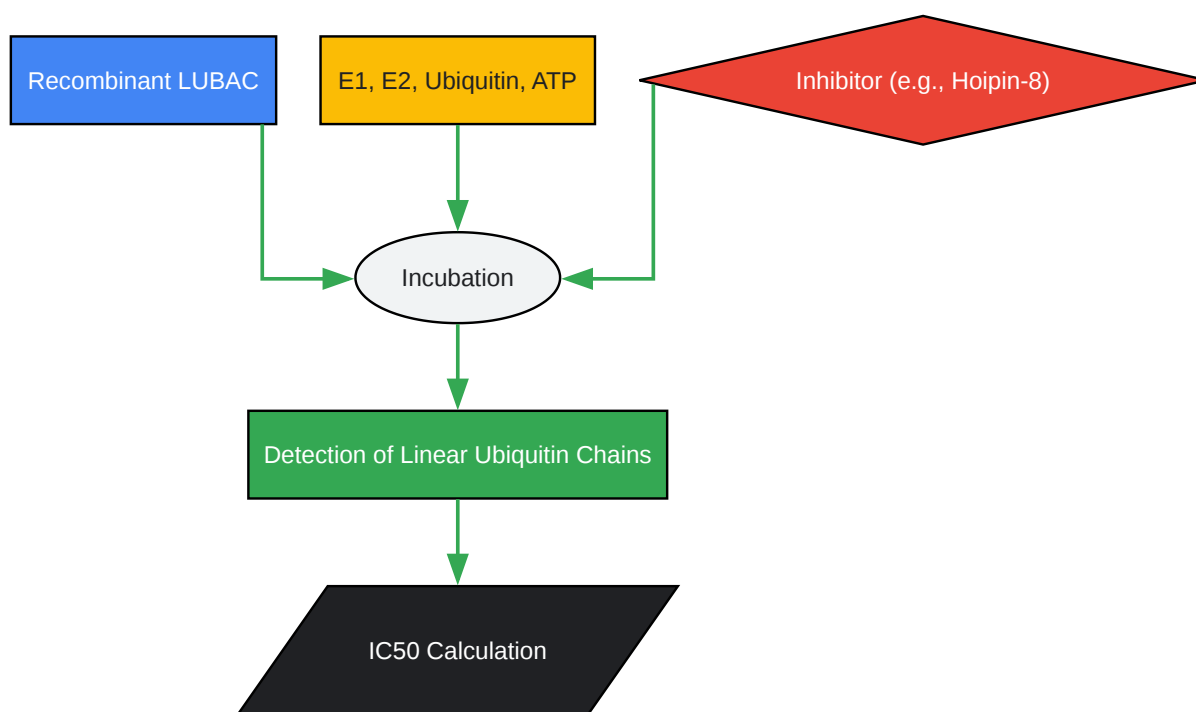 Recombinant LUBAC
E1, E2, Ubiquitin, ATP
Inhibitor (e.g., Hoipin-8)
Incubation
Detection of Linear Ubiquitin Chains
IC50 Calculation